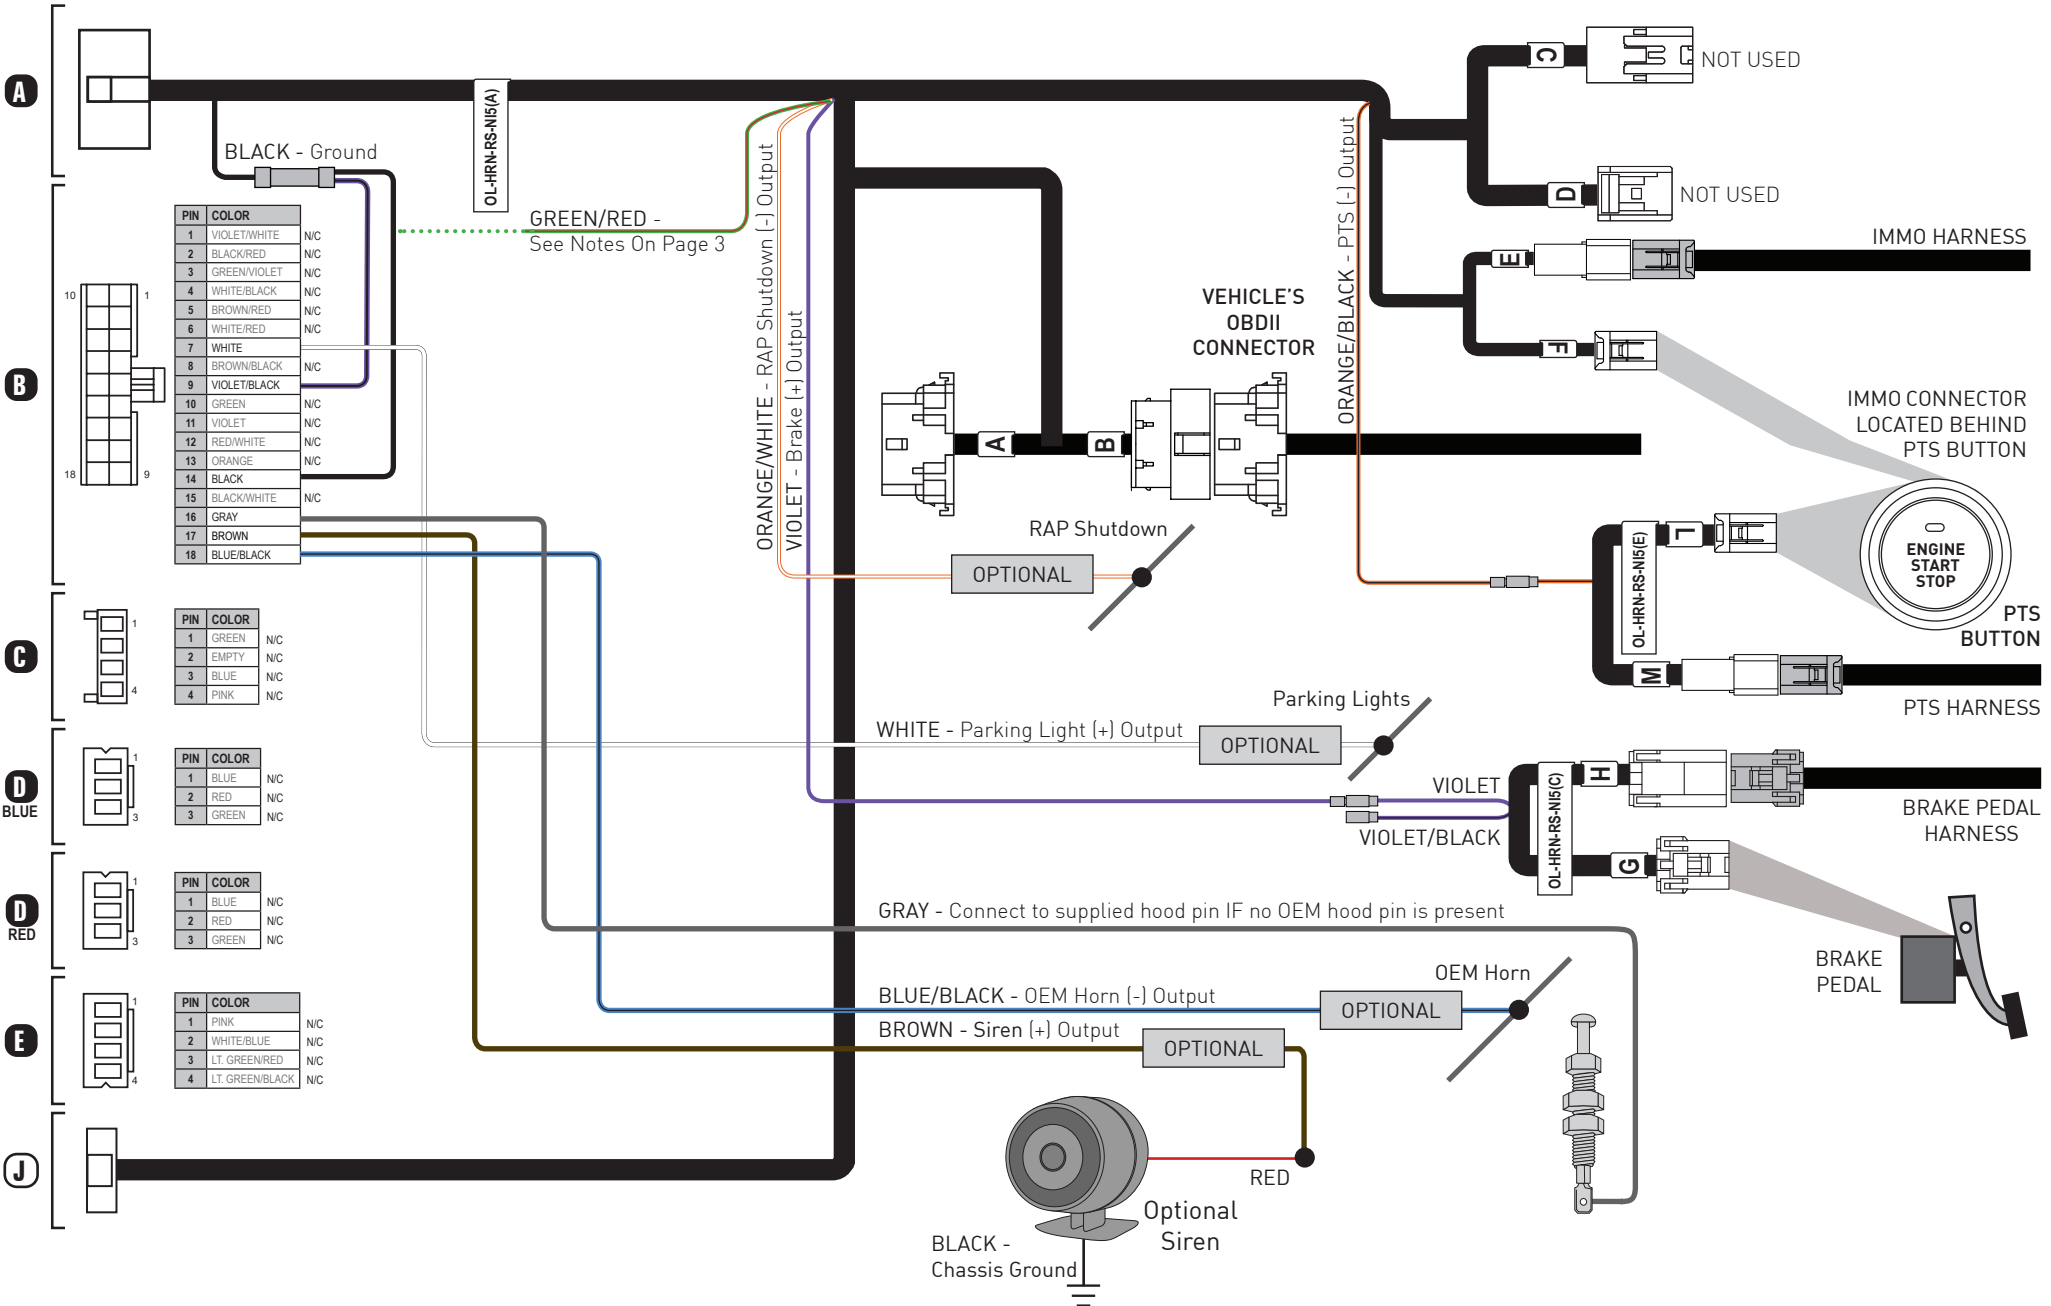 A
OL-HRN-RS-NI5(A)
BLACK - Ground
GREEN/RED -
See Notes On Page 3
ORANGE/WHITE - RAP Shutdown (-) Output
VIOLET - Brake (+) Output
ORANGE/BLACK - PTS (-) Output
C
NOT USED
D
NOT USED
E
IMMO HARNESS
F
IMMO CONNECTOR
LOCATED BEHIND
PTS BUTTON
VEHICLE'S
OBDII
CONNECTOR
A
B
RAP Shutdown
OPTIONAL
OL-HRN-RS-NI5(E)
L
M
ENGINE
START
STOP
PTS
BUTTON
PTS HARNESS
B
10
1
18
9
PIN COLOR
1 VIOLET/WHITE N/C
2 BLACK/RED N/C
3 GREEN/VIOLET N/C
4 WHITE/BLACK N/C
5 BROWN/RED N/C
6 WHITE/RED N/C
7 WHITE
8 BROWN/BLACK N/C
9 VIOLET/BLACK
10 GREEN N/C
11 VIOLET N/C
12 RED/WHITE N/C
13 ORANGE N/C
14 BLACK
15 BLACK/WHITE N/C
16 GRAY
17 BROWN
18 BLUE/BLACK
C
1
4
PIN COLOR
1 GREEN N/C
2 EMPTY N/C
3 BLUE N/C
4 PINK N/C
Parking Lights
WHITE - Parking Light (+) Output
OPTIONAL
D
BLUE
1
3
PIN COLOR
1 BLUE N/C
2 RED N/C
3 GREEN N/C
VIOLET
VIOLET/BLACK
OL-HRN-RS-NI5(C)
H
G
BRAKE PEDAL
HARNESS
BRAKE
PEDAL
D
RED
1
3
PIN COLOR
1 BLUE N/C
2 RED N/C
3 GREEN N/C
GRAY - Connect to supplied hood pin IF no OEM hood pin is present
OEM Horn
BLUE/BLACK - OEM Horn (-) Output
OPTIONAL
BROWN - Siren (+) Output
OPTIONAL
E
1
4
PIN COLOR
1 PINK N/C
2 WHITE/BLUE N/C
3 LT. GREEN/RED N/C
4 LT. GREEN/BLACK N/C
J
RED
Optional
Siren
BLACK -
Chassis Ground